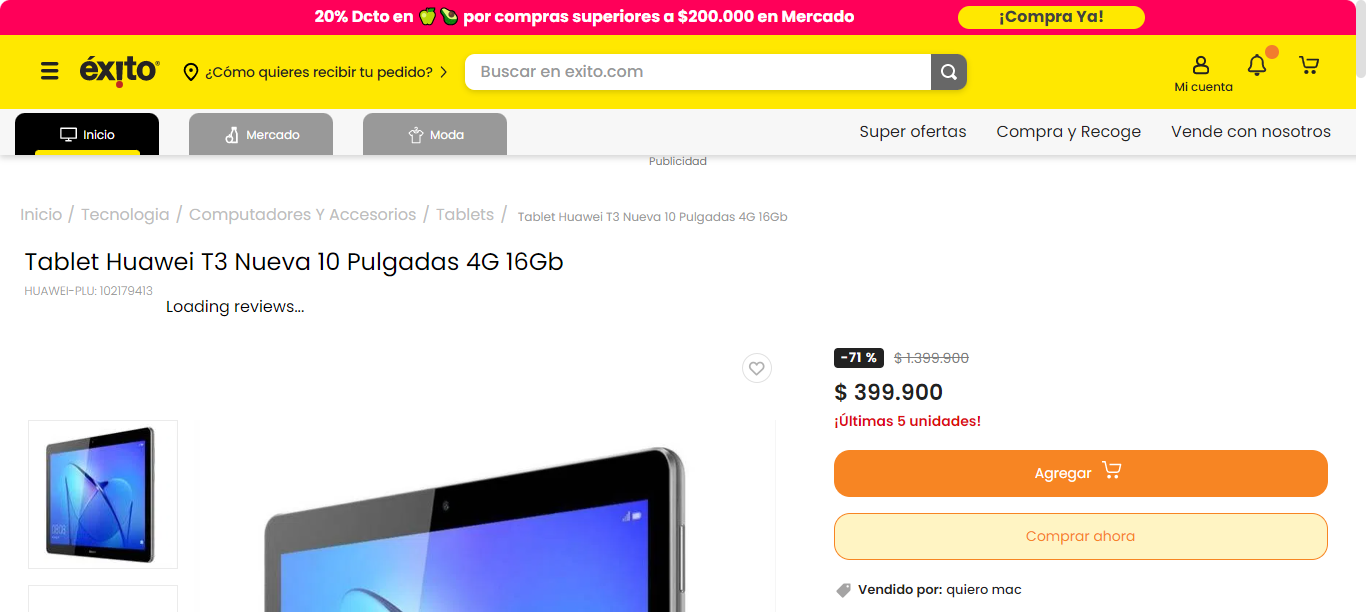 20% Dcto en 🍏🥑 por compras superiores a $200.000 en Mercado
¡Compra Ya!
éxito
¿Cómo quieres recibir tu pedido?
Buscar en exito.com
Mi cuenta
Inicio
Mercado
Moda
Super ofertas
Compra y Recoge
Vende con nosotros
Publicidad
Inicio / Tecnologia / Computadores Y Accesorios / Tablets / Tablet Huawei T3 Nueva 10 Pulgadas 4G 16Gb
Tablet Huawei T3 Nueva 10 Pulgadas 4G 16Gb
HUAWEI-PLU: 102179413
Loading reviews...
-71 % $ 1.399.900
$ 399.900
¡Últimas 5 unidades!
Agregar
Comprar ahora
Vendido por: quiero mac